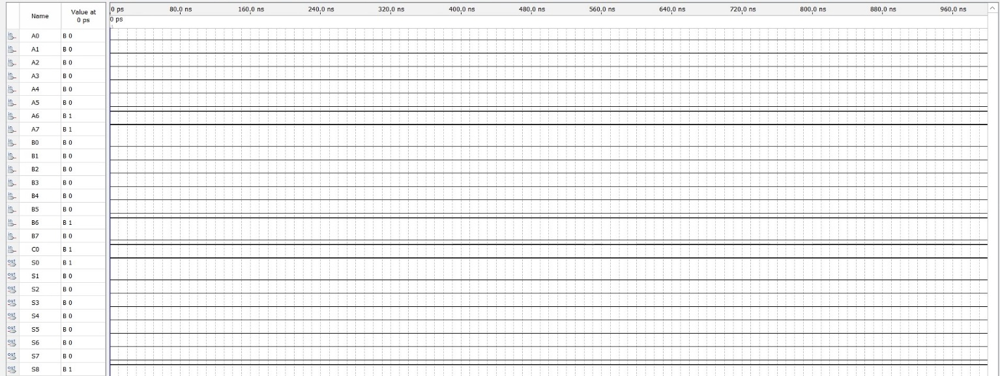 Name Value at 0 ps 0 ps 80.0 ns 160.0 ns 240.0 ns 320.0 ns 400.0 ns 480.0 ns 560.0 ns 640.0 ns 720.0 ns 800.0 ns 880.0 ns 960.0 ns
0 ps
in A0 B 0
in A1 B 0
in A2 B 0
in A3 B 0
in A4 B 0
in A5 B 0
in A6 B 1
in A7 B 1
in B0 B 0
in B1 B 0
in B2 B 0
in B3 B 0
in B4 B 0
in B5 B 0
in B6 B 1
in B7 B 0
in C0 B 1
out S0 B 1
out S1 B 0
out S2 B 0
out S3 B 0
out S4 B 0
out S5 B 0
out S6 B 0
out S7 B 0
out S8 B 1